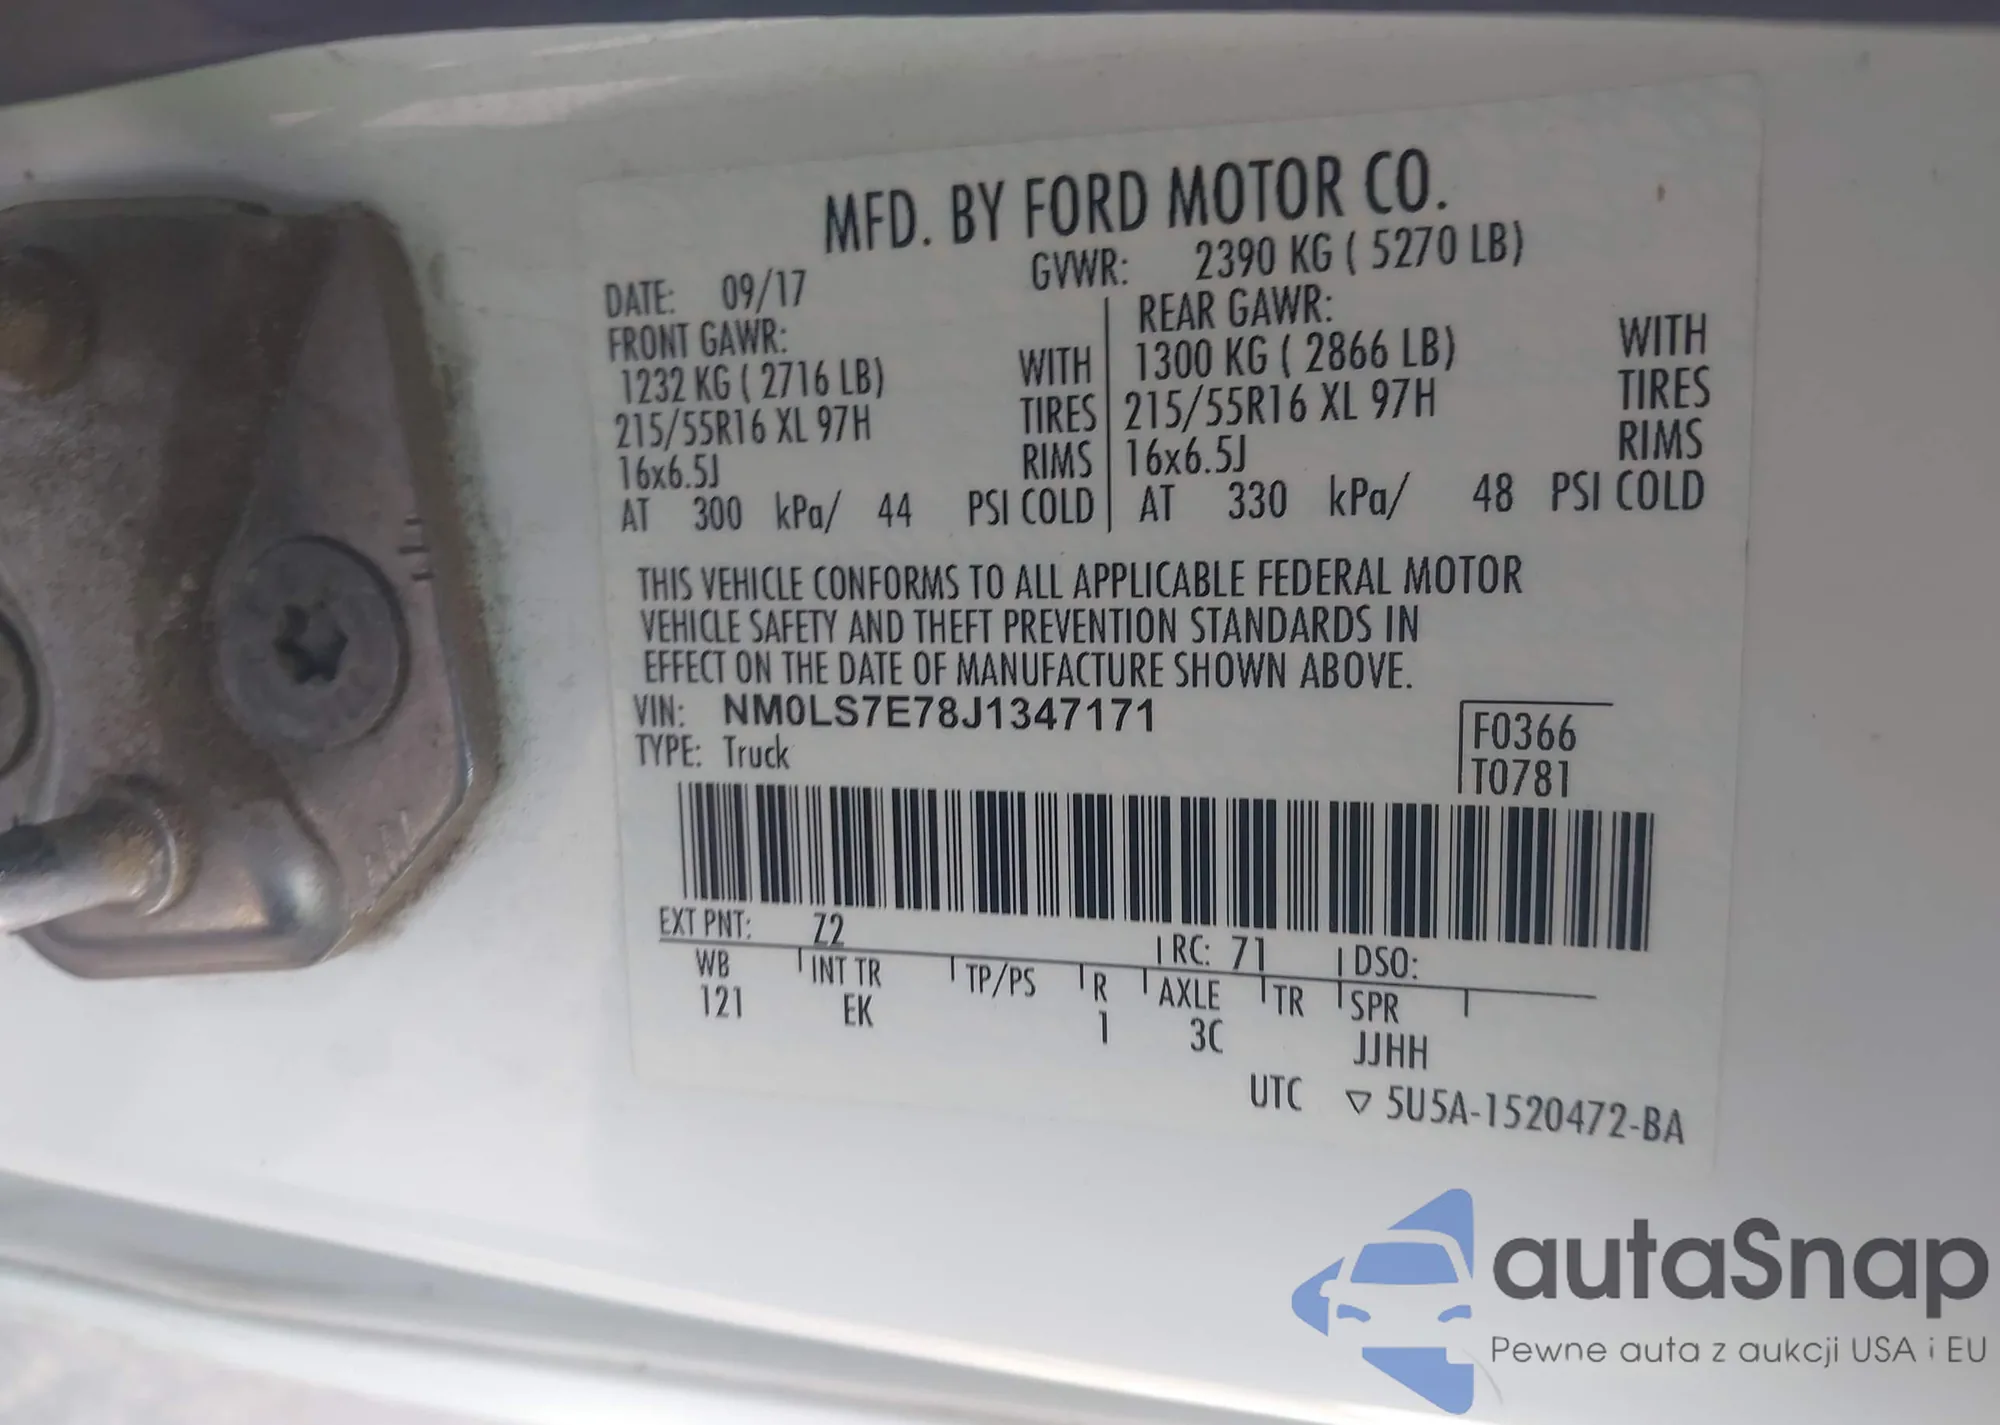 MFD. BY FORD MOTOR CO.
DATE: 09/17 GVWR: 2390 KG ( 5270 LB)
FRONT GAWR: REAR GAWR:
1232 KG ( 2716 LB) WITH 1300 KG ( 2866 LB) WITH
215/55R16 XL 97H TIRES 215/55R16 XL 97H TIRES
16x6.5J RIMS 16x6.5J RIMS
AT 300 kPa/ 44 PSI COLD AT 330 kPa/ 48 PSI COLD
THIS VEHICLE CONFORMS TO ALL APPLICABLE FEDERAL MOTOR
VEHICLE SAFETY AND THEFT PREVENTION STANDARDS IN
EFFECT ON THE DATE OF MANUFACTURE SHOWN ABOVE.
VIN: NM0LS7E78J1347171 F0366
TYPE: Truck T0781
EXT PNT: Z2 RC: 71 DSO:
WB INT TR TP/PS R AXLE TR SPR
121 EK 1 3C JJHH
UTC ▽ 5U5A-1520472-BA
autaSnap
Pewne auta z aukcji USA i EU